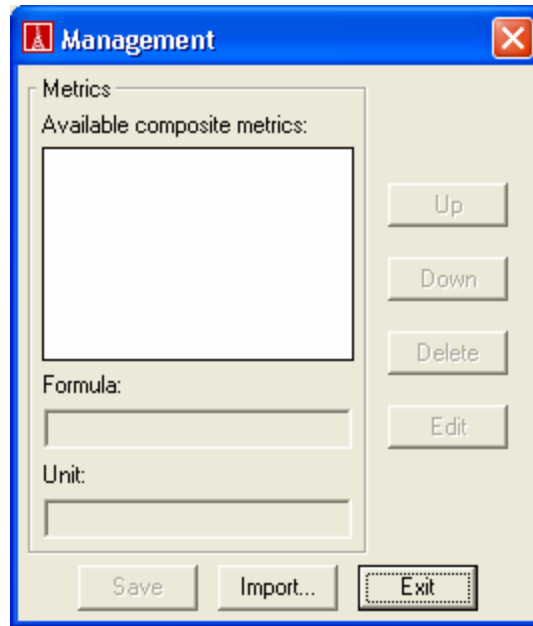 Management
Metrics
Available composite metrics:
Up
Down
Delete
Formula:
Edit
Unit:
Save
Import...
Exit